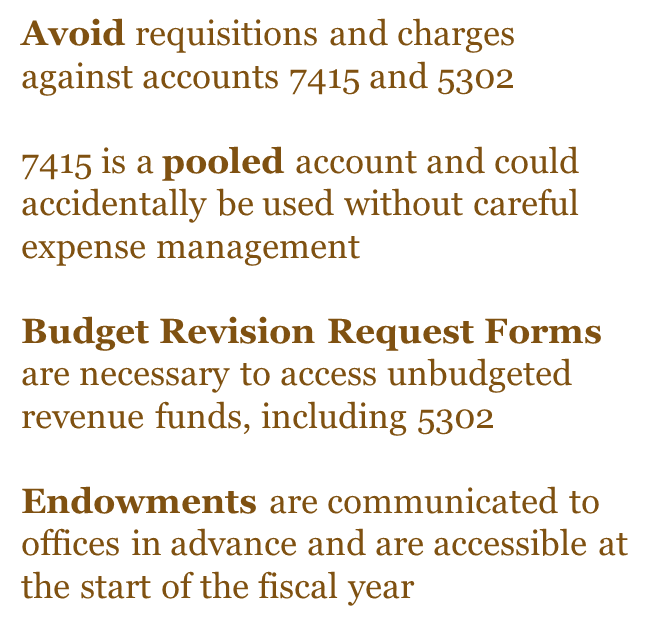 Avoid requisitions and charges
against accounts 7415 and 5302
7415 is a pooled account and could
accidentally be used without careful
expense management
Budget Revision Request Forms
are necessary to access unbudgeted
revenue funds, including 5302
Endowments are communicated to
offices in advance and are accessible at
the start of the fiscal year